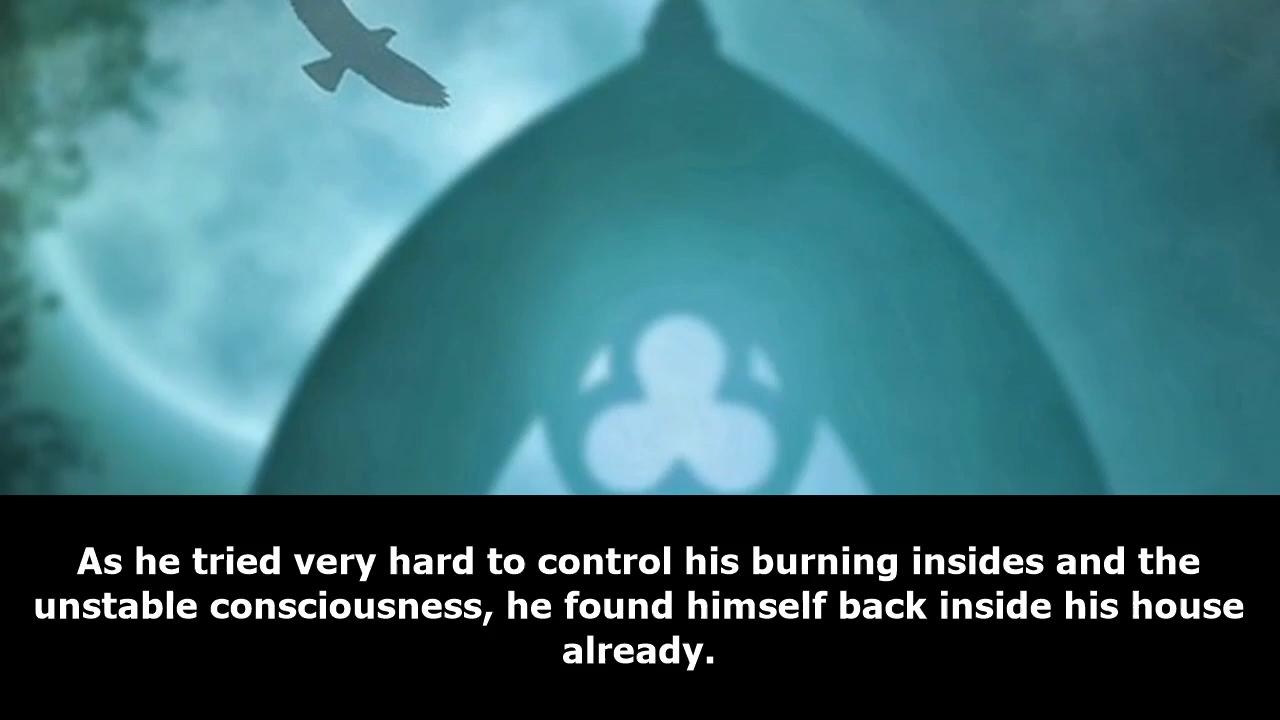 As he tried very hard to control his burning insides and the
unstable consciousness, he found himself back inside his house
already.